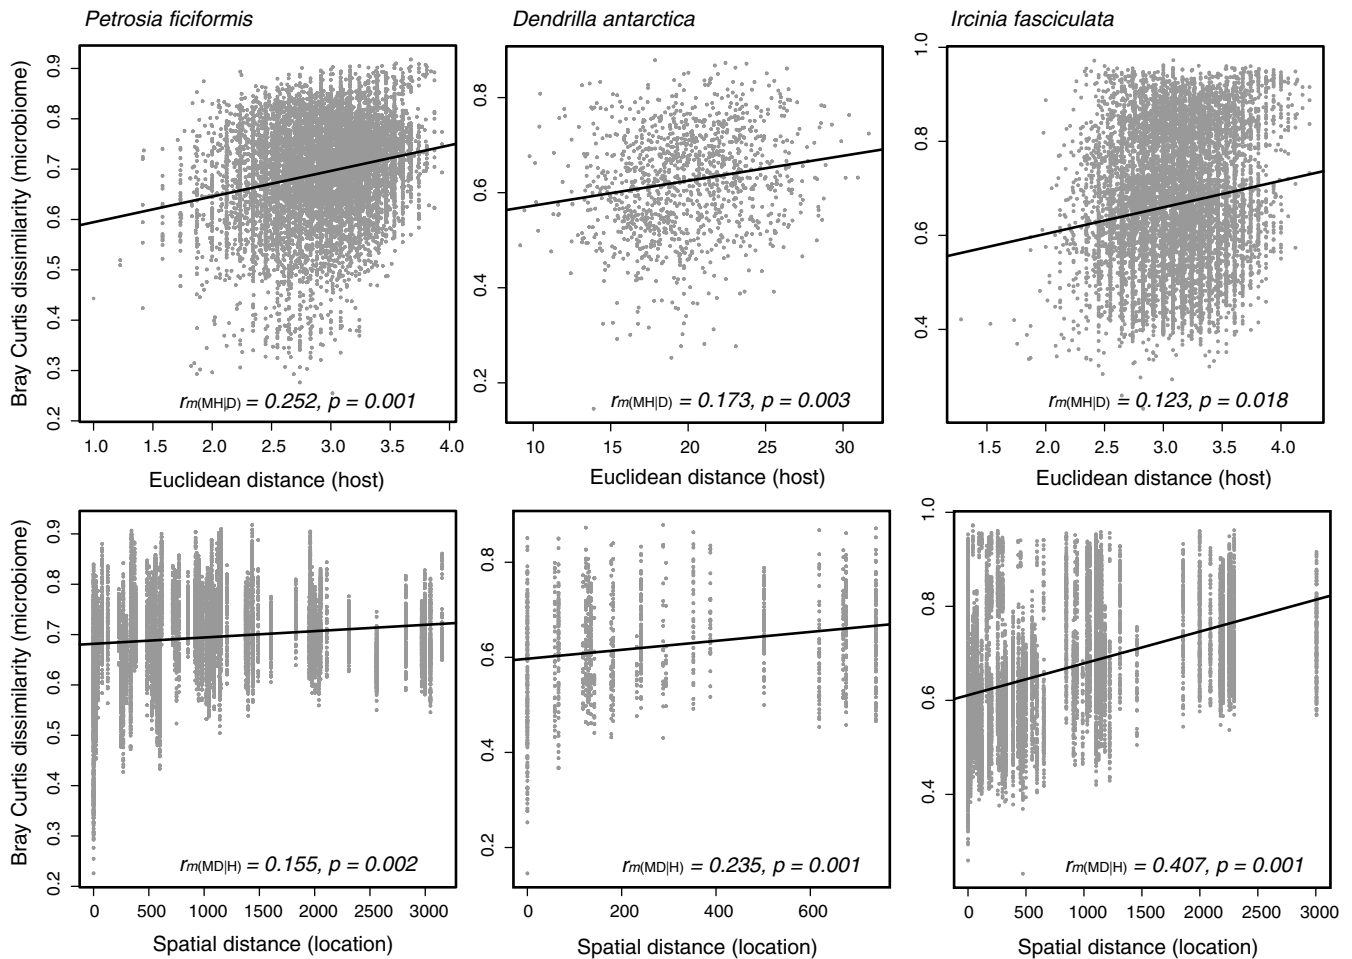 Petrosia ficiformis
Dendrilla antarctica
Ircinia fasciculata
Bray Curtis dissimilarity (microbiome)
0.9
0.8
0.7
0.6
0.5
0.4
0.3
0.2
rm(MH|D) = 0.252, p = 0.001
1.0 1.5 2.0 2.5 3.0 3.5 4.0
Euclidean distance (host)
0.8
0.6
0.4
0.2
rm(MH|D) = 0.173, p = 0.003
10 15 20 25 30
Euclidean distance (host)
1.0
0.8
0.6
0.4
rm(MH|D) = 0.123, p = 0.018
1.5 2.0 2.5 3.0 3.5 4.0
Euclidean distance (host)
Bray Curtis dissimilarity (microbiome)
0.9
0.8
0.7
0.6
0.5
0.4
0.3
0.2
rm(MD|H) = 0.155, p = 0.002
0 500 1000 1500 2000 2500 3000
Spatial distance (location)
0.8
0.6
0.4
0.2
rm(MD|H) = 0.235, p = 0.001
0 200 400 600
Spatial distance (location)
1.0
0.8
0.6
0.4
rm(MD|H) = 0.407, p = 0.001
0 500 1000 1500 2000 2500 3000
Spatial distance (location)